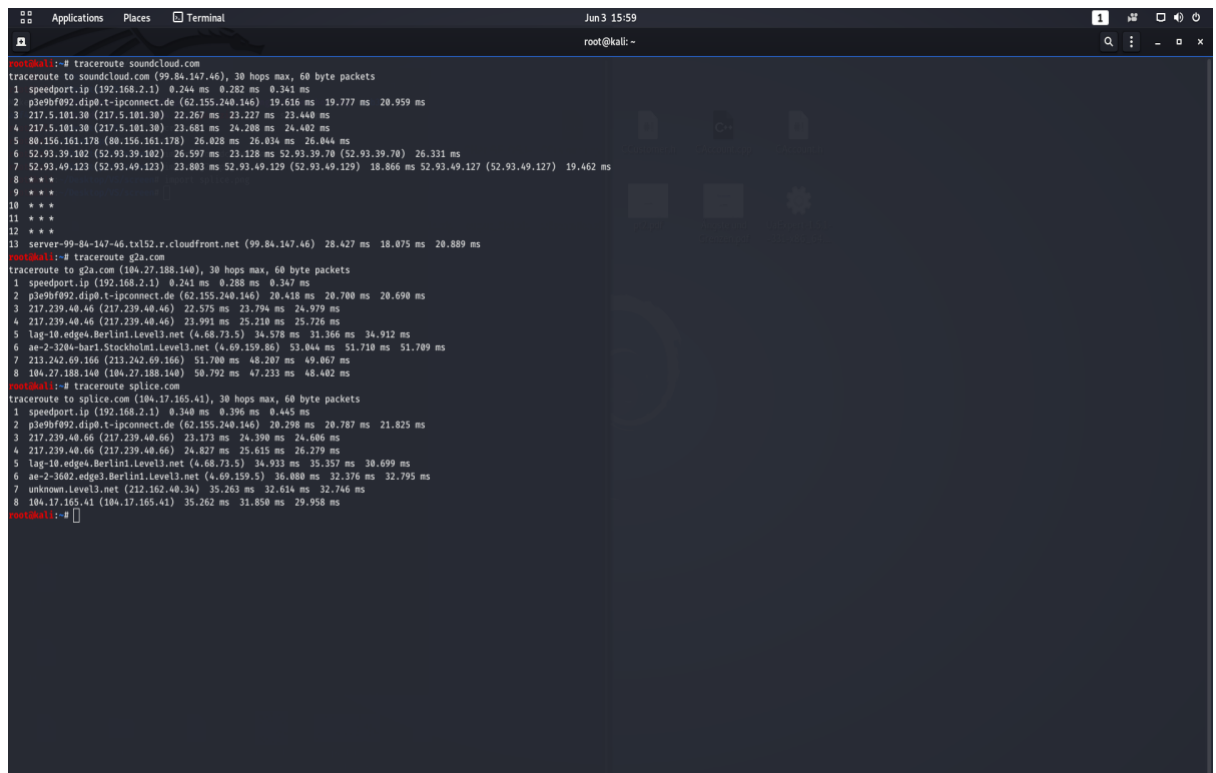 Applications Places Terminal Jun 3 15:59 1
root@kali: ~
root@kali:~# traceroute soundcloud.com
traceroute to soundcloud.com (99.84.147.46), 30 hops max, 60 byte packets
1 speedport.ip (192.168.2.1) 0.244 ms 0.282 ms 0.341 ms
2 p3e9bf092.dip0.t-ipconnect.de (62.155.240.146) 19.616 ms 19.777 ms 20.959 ms
3 217.5.101.30 (217.5.101.30) 22.267 ms 23.227 ms 23.440 ms
4 217.5.101.30 (217.5.101.30) 23.681 ms 24.208 ms 24.402 ms
5 80.156.161.178 (80.156.161.178) 26.028 ms 26.034 ms 26.044 ms
6 52.93.39.102 (52.93.39.102) 26.597 ms 23.128 ms 52.93.39.70 (52.93.39.70) 26.331 ms
7 52.93.49.123 (52.93.49.123) 23.803 ms 52.93.49.129 (52.93.49.129) 18.866 ms 52.93.49.127 (52.93.49.127) 19.462 ms
8 * * *
9 * * *
10 * * *
11 * * *
12 * * *
13 server-99-84-147-46.txl52.r.cloudfront.net (99.84.147.46) 28.427 ms 18.075 ms 20.889 ms
root@kali:~# traceroute g2a.com
traceroute to g2a.com (104.27.188.140), 30 hops max, 60 byte packets
1 speedport.ip (192.168.2.1) 0.241 ms 0.288 ms 0.347 ms
2 p3e9bf092.dip0.t-ipconnect.de (62.155.240.146) 20.418 ms 20.700 ms 20.690 ms
3 217.239.40.46 (217.239.40.46) 22.575 ms 23.794 ms 24.979 ms
4 217.239.40.46 (217.239.40.46) 23.991 ms 25.210 ms 25.726 ms
5 lag-10.edge4.Berlin1.Level3.net (4.68.73.5) 34.578 ms 31.366 ms 34.912 ms
6 ae-2-3204-bar1.Stockholm1.Level3.net (4.69.159.86) 53.044 ms 51.710 ms 51.709 ms
7 213.242.69.166 (213.242.69.166) 51.700 ms 48.207 ms 49.067 ms
8 104.27.188.140 (104.27.188.140) 50.792 ms 47.233 ms 48.402 ms
root@kali:~# traceroute splice.com
traceroute to splice.com (104.17.165.41), 30 hops max, 60 byte packets
1 speedport.ip (192.168.2.1) 0.340 ms 0.396 ms 0.445 ms
2 p3e9bf092.dip0.t-ipconnect.de (62.155.240.146) 20.298 ms 20.787 ms 21.825 ms
3 217.239.40.66 (217.239.40.66) 23.173 ms 24.390 ms 24.606 ms
4 217.239.40.66 (217.239.40.66) 24.827 ms 25.615 ms 26.279 ms
5 lag-10.edge4.Berlin1.Level3.net (4.68.73.5) 34.933 ms 35.357 ms 30.699 ms
6 ae-2-3602.edge3.Berlin1.Level3.net (4.69.159.5) 36.080 ms 32.376 ms 32.795 ms
7 unknown.Level3.net (212.162.40.34) 35.263 ms 32.614 ms 32.746 ms
8 104.17.165.41 (104.17.165.41) 35.262 ms 31.850 ms 29.958 ms
root@kali:~#